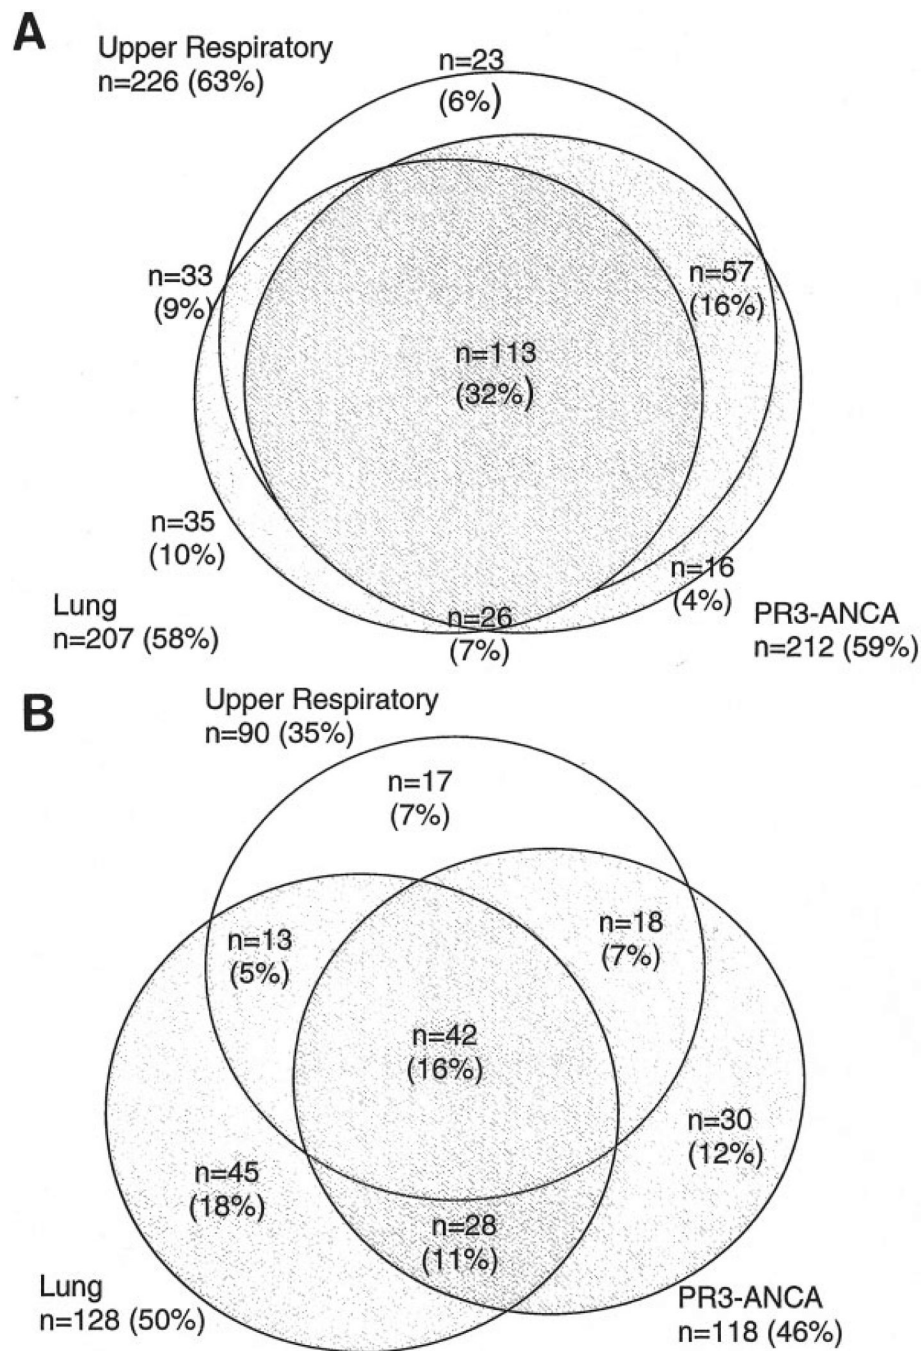 A
Upper Respiratory
n=226 (63%)
n=23
(6%)
n=33
(9%)
n=57
(16%)
n=113
(32%)
n=35
(10%)
n=16
(4%)
Lung
n=207 (58%)
n=26
(7%)
PR3-ANCA
n=212 (59%)
B
Upper Respiratory
n=90 (35%)
n=17
(7%)
n=13
(5%)
n=18
(7%)
n=42
(16%)
n=30
(12%)
n=45
(18%)
n=28
(11%)
Lung
n=128 (50%)
PR3-ANCA
n=118 (46%)